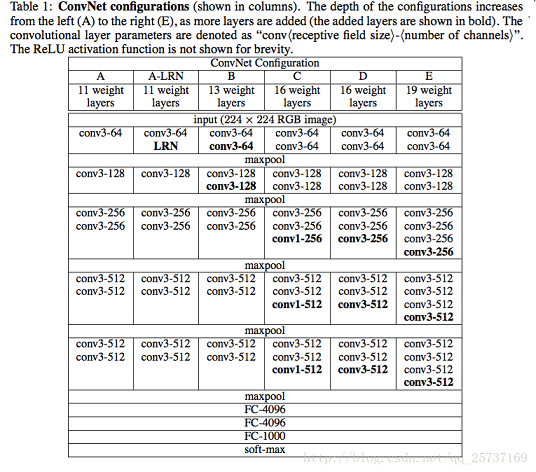 Table 1: ConvNet configurations (shown in columns). The depth of the configurations increases
from the left (A) to the right (E), as more layers are added (the added layers are shown in bold). The
convolutional layer parameters are denoted as “conv⟨receptive field size⟩-⟨number of channels⟩”.
The ReLU activation function is not shown for brevity.
ConvNet Configuration
A A-LRN B C D E
11 weight 11 weight 13 weight 16 weight 16 weight 19 weight
layers layers layers layers layers layers
input (224 × 224 RGB image)
conv3-64 conv3-64 conv3-64 conv3-64 conv3-64 conv3-64
LRN conv3-64 conv3-64 conv3-64 conv3-64
maxpool
conv3-128 conv3-128 conv3-128 conv3-128 conv3-128 conv3-128
conv3-128 conv3-128 conv3-128 conv3-128
maxpool
conv3-256 conv3-256 conv3-256 conv3-256 conv3-256 conv3-256
conv3-256 conv3-256 conv3-256 conv3-256 conv3-256 conv3-256
conv1-256 conv3-256 conv3-256
conv3-256
maxpool
conv3-512 conv3-512 conv3-512 conv3-512 conv3-512 conv3-512
conv3-512 conv3-512 conv3-512 conv3-512 conv3-512 conv3-512
conv1-512 conv3-512 conv3-512
conv3-512
maxpool
conv3-512 conv3-512 conv3-512 conv3-512 conv3-512 conv3-512
conv3-512 conv3-512 conv3-512 conv3-512 conv3-512 conv3-512
conv1-512 conv3-512 conv3-512
conv3-512
maxpool
FC-4096
FC-4096
FC-1000
soft-max
http://blog.csdn.net/qq_25737169